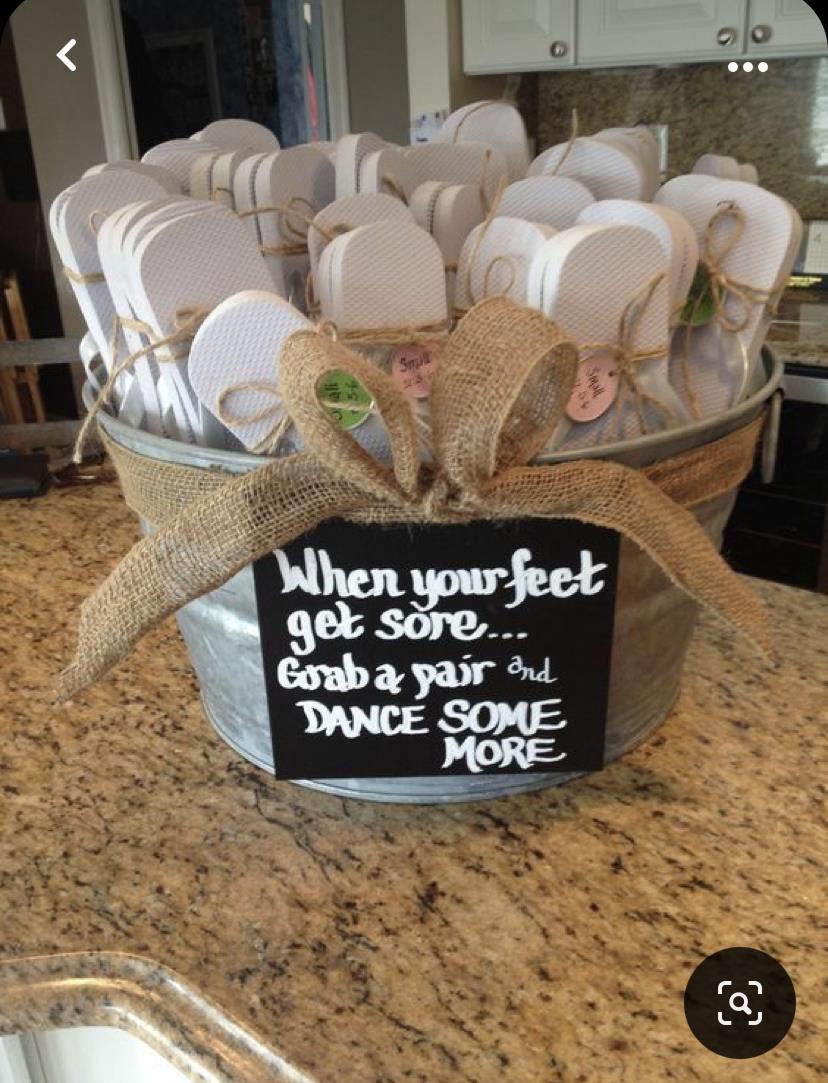 When your feet
get sore...
Grab a pair and
DANCE SOME
MORE
Small
Small